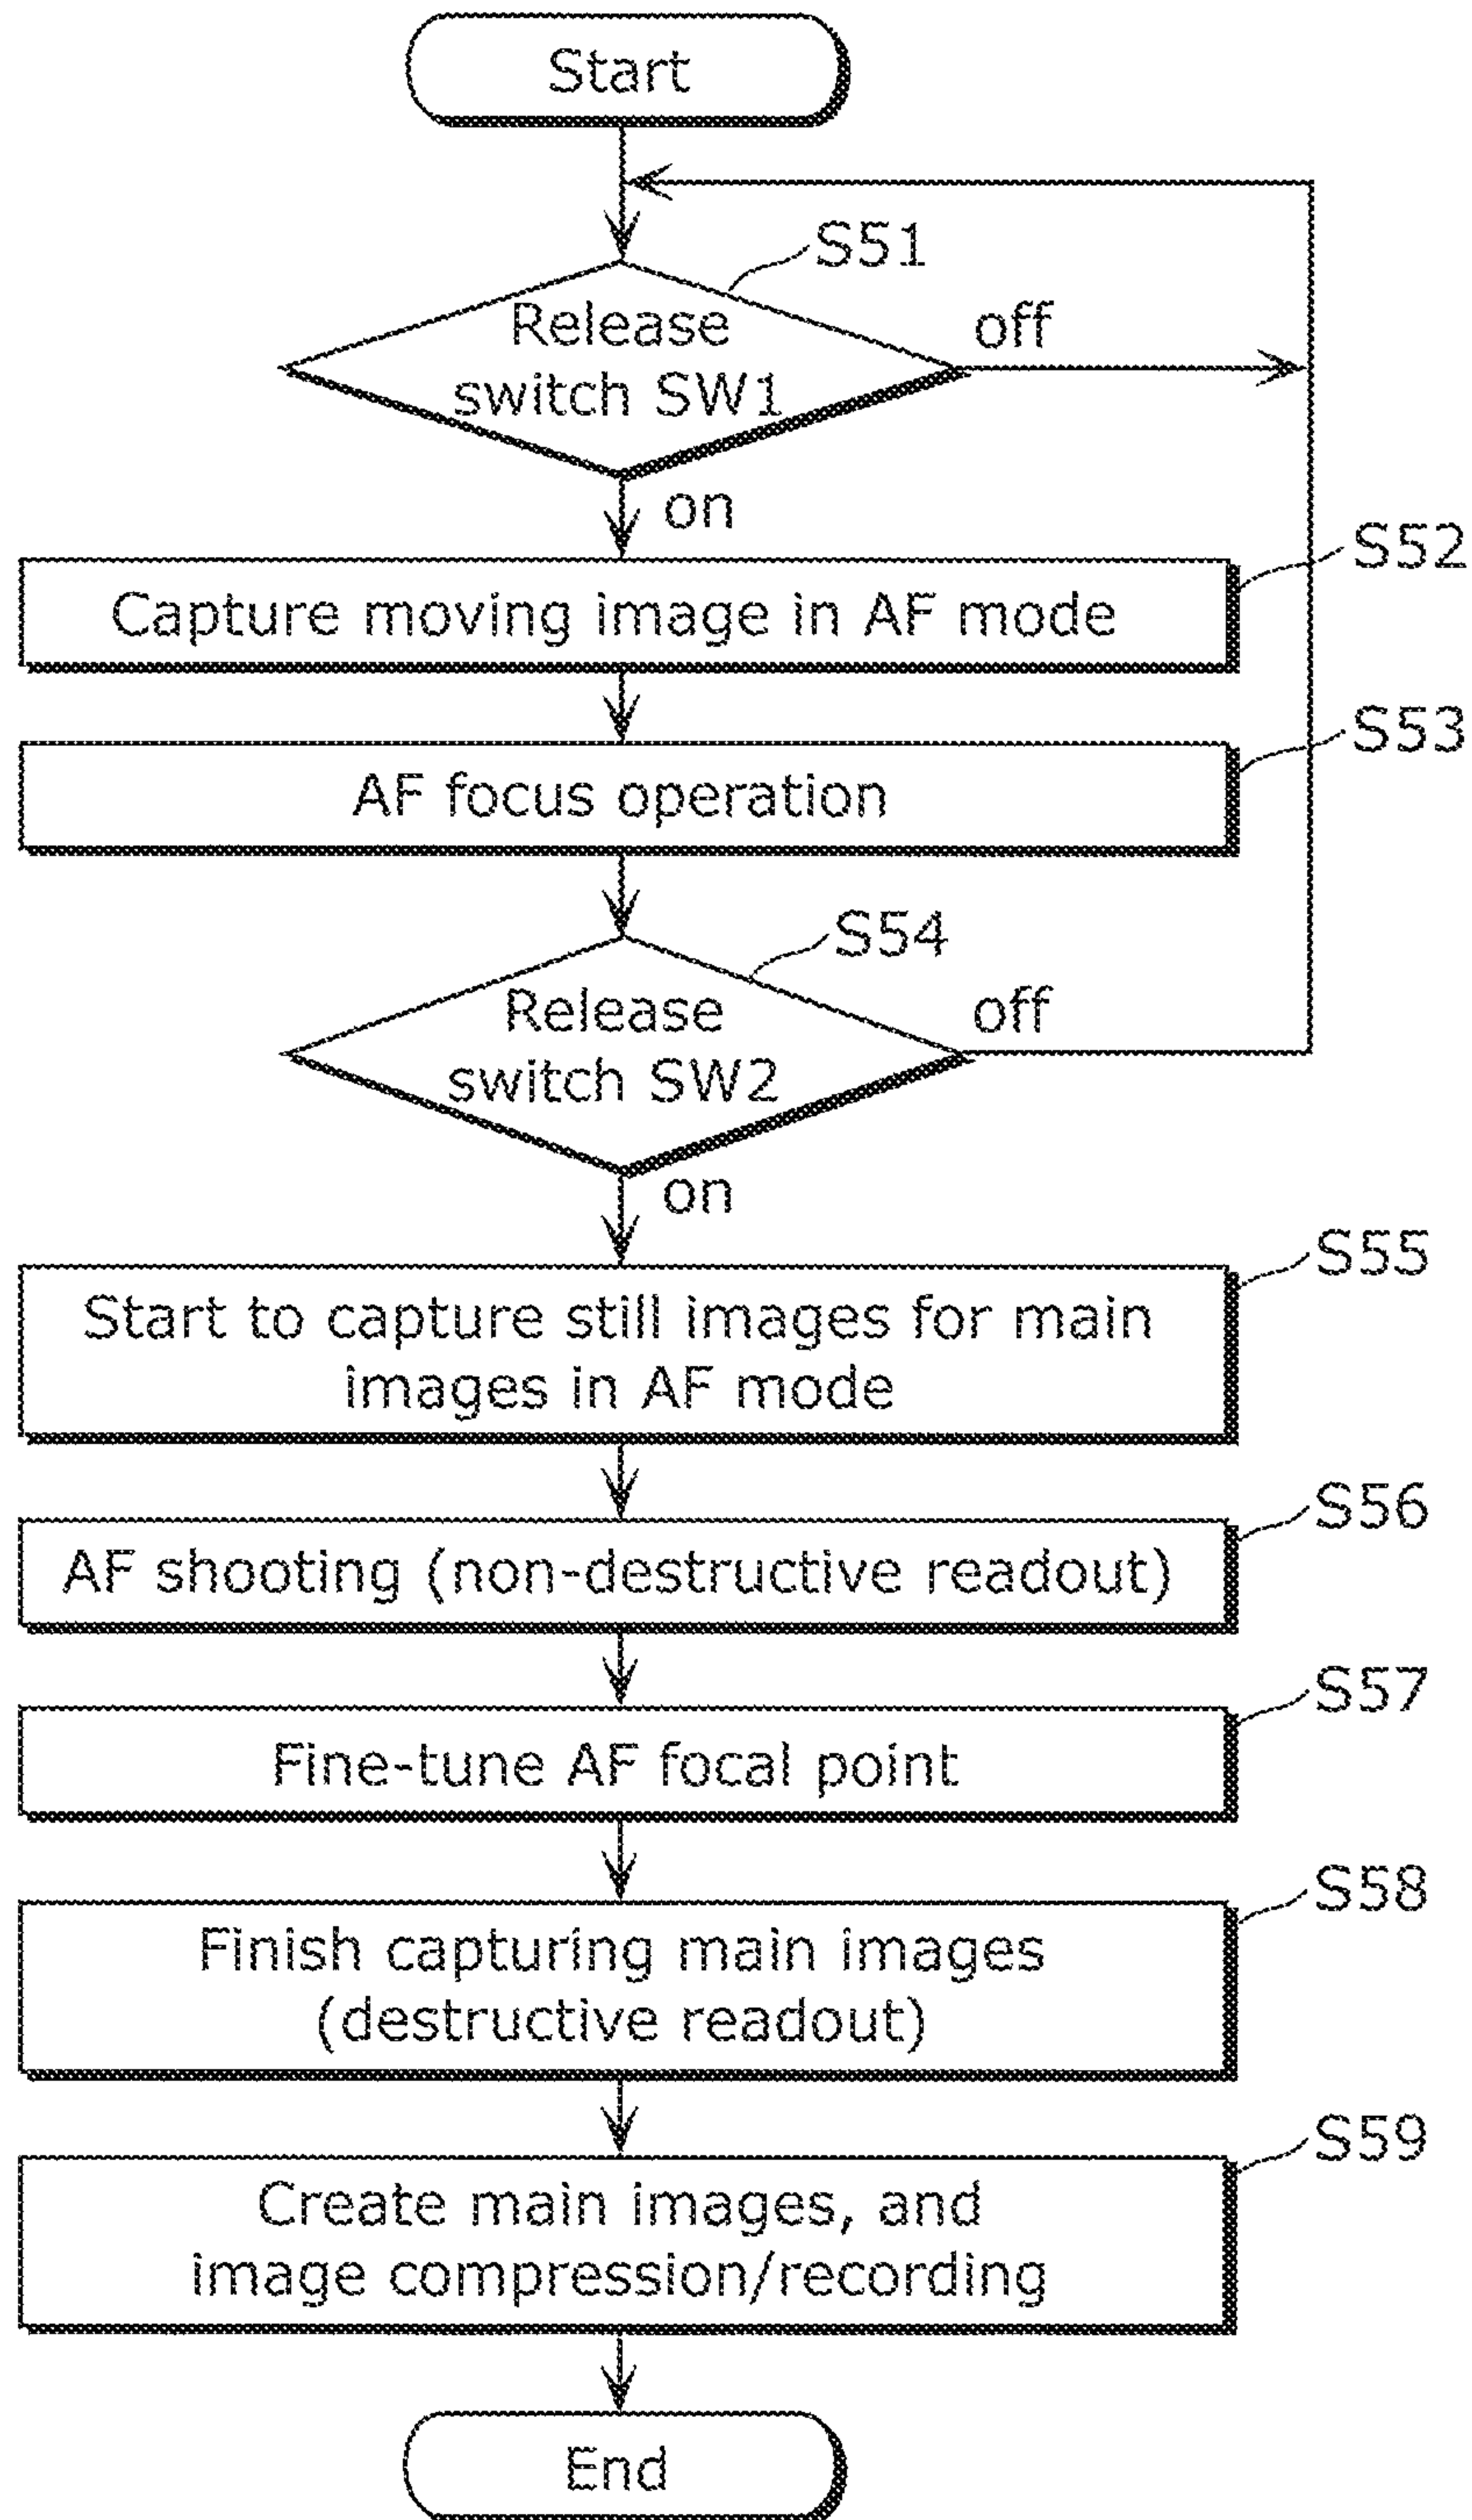 Start
S51
Release
switch SW1
off
on
S52
Capture moving image in AF mode
S53
AF focus operation
S54
Release
switch SW2
off
on
S55
Start to capture still images for main
images in AF mode
S56
AF shooting (non-destructive readout)
S57
Fine-tune AF focal point
S58
Finish capturing main images
(destructive readout)
S59
Create main images, and
image compression/recording
End